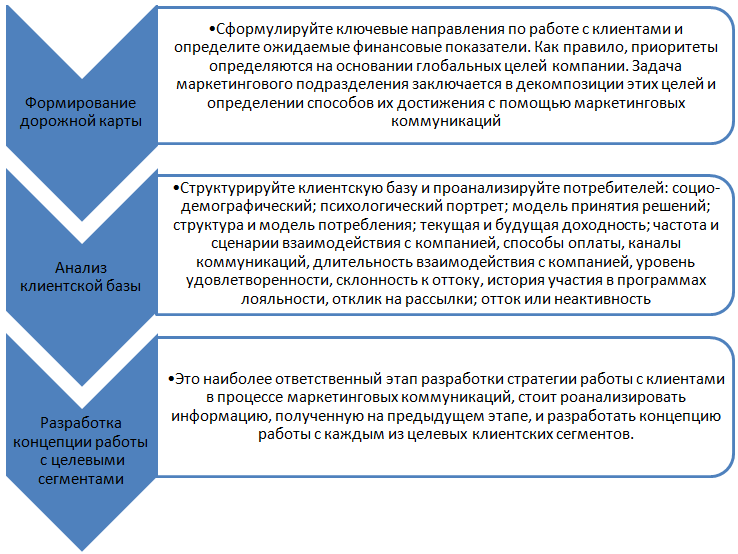 Формирование
дорожной карты
•Сформулируйте ключевые направления по работе с клиентами и
определите ожидаемые финансовые показатели. Как правило, приоритеты
определяются на основании глобальных целей компании. Задача
маркетингового подразделения заключается в декомпозиции этих целей и
определении способов их достижения с помощью маркетинговых
коммуникаций
Анализ
клиентской базы
•Структурируйте клиентскую базу и проанализируйте потребителей: социо-
демографический; психологический портрет; модель принятия решений;
структура и модель потребления; текущая и будущая доходность; частота и
сценарии взаимодействия с компанией, способы оплаты, каналы
коммуникаций, длительность взаимодействия с компанией, уровень
удовлетворенности, склонность к оттоку, история участия в программах
лояльности, отклик на рассылки; отток или неактивность
Разработка
концепции работы
с целевыми
сегментами
•Это наиболее ответственный этап разработки стратегии работы с клиентами
в процессе маркетинговых коммуникаций, стоит роанализировать
информацию, полученную на предыдущем этапе, и разработать концепцию
работы с каждым из целевых клиентских сегментов.